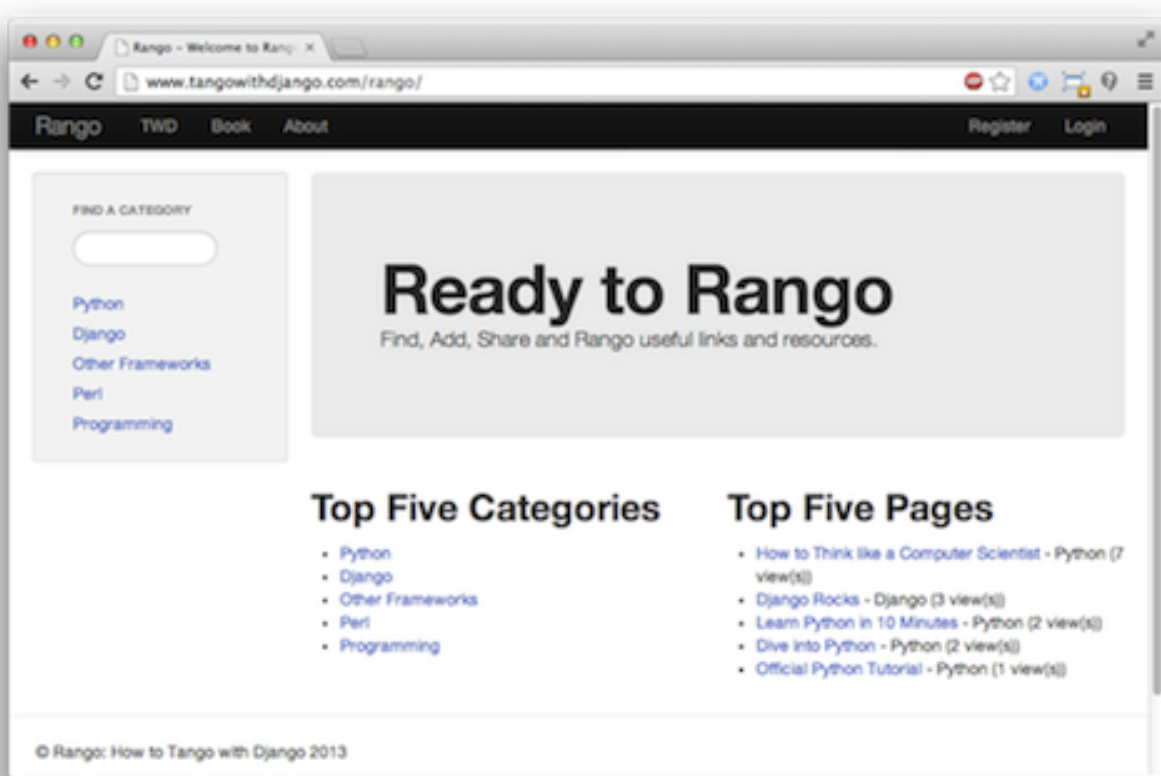 Rango - Welcome to Rang
www.tangowithdjango.com/rango/
Rango TWD Book About Register Login
FIND A CATEGORY
Python
Django
Other Frameworks
Perl
Programming
Ready to Rango
Find, Add, Share and Rango useful links and resources.
Top Five Categories
Python
Django
Other Frameworks
Perl
Programming
Top Five Pages
How to Think like a Computer Scientist - Python (7
view(s))
Django Rocks - Django (3 view(s))
Learn Python in 10 Minutes - Python (2 view(s))
Dive into Python - Python (2 view(s))
Official Python Tutorial - Python (1 view(s))
© Rango: How to Tango with Django 2013